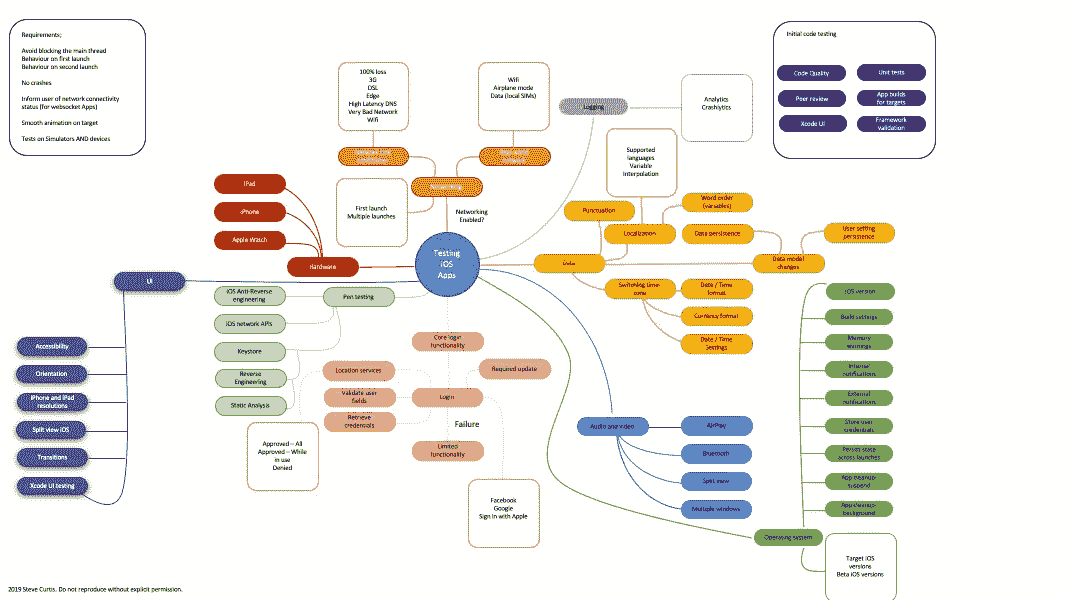 Requirements;
Avoid blocking the main thread
Behaviour on first launch
Behaviour on second launch
No crashes
Inform user of network connectivity
status (for websocket Apps)
Smooth animation on target
Tests on Simulators AND devices
100% loss
3G
DSL
Edge
High Latency DNS
Very Bad Network
Wifi
Wifi
Airplane mode
Data (local SIMs)
Logging
Analytics
Crashlytics
Initial code testing
Code Quality
Unit tests
Peer review
App builds
for targets
Xcode UI
Framework
validation
Supported
languages
Variable
Interpolation
First launch
Multiple launches
Networking
Enabled?
iPad
iPhone
Apple Watch
Hardware
Testing
iOS
Apps
Punctuation
Word order
(variables)
Localization
Data persistence
User setting
persistence
Data
Data model
changes
Switching time
zone
Date / Time
format
Currency format
Date / Time
Settings
UI
Accessibility
Orientation
iPhone and iPad
resolutions
Split view iOS
Transitions
Xcode UI testing
iOS Anti-Reverse
engineering
Pen testing
iOS network APIs
Keystore
Reverse
Engineering
Static Analysis
Core login
functionality
Location services
Required update
Validate user
fields
Login
Retrieve
credentials
Failure
Limited
functionality
Approved – All
Approved – While
in use
Denied
Facebook
Google
Sign in with Apple
Audio and video
AirPlay
Bluetooth
Split view
Multiple windows
iOS version
Build settings
Memory
warnings
Internal
notifications
External
notifications
Store user
credentials
Persist state
across launches
App cleanup-
suspend
App cleanup-
background
Operating system
Target iOS
versions
Beta iOS versions
2019 Steve Curtis. Do not reproduce without explicit permission.